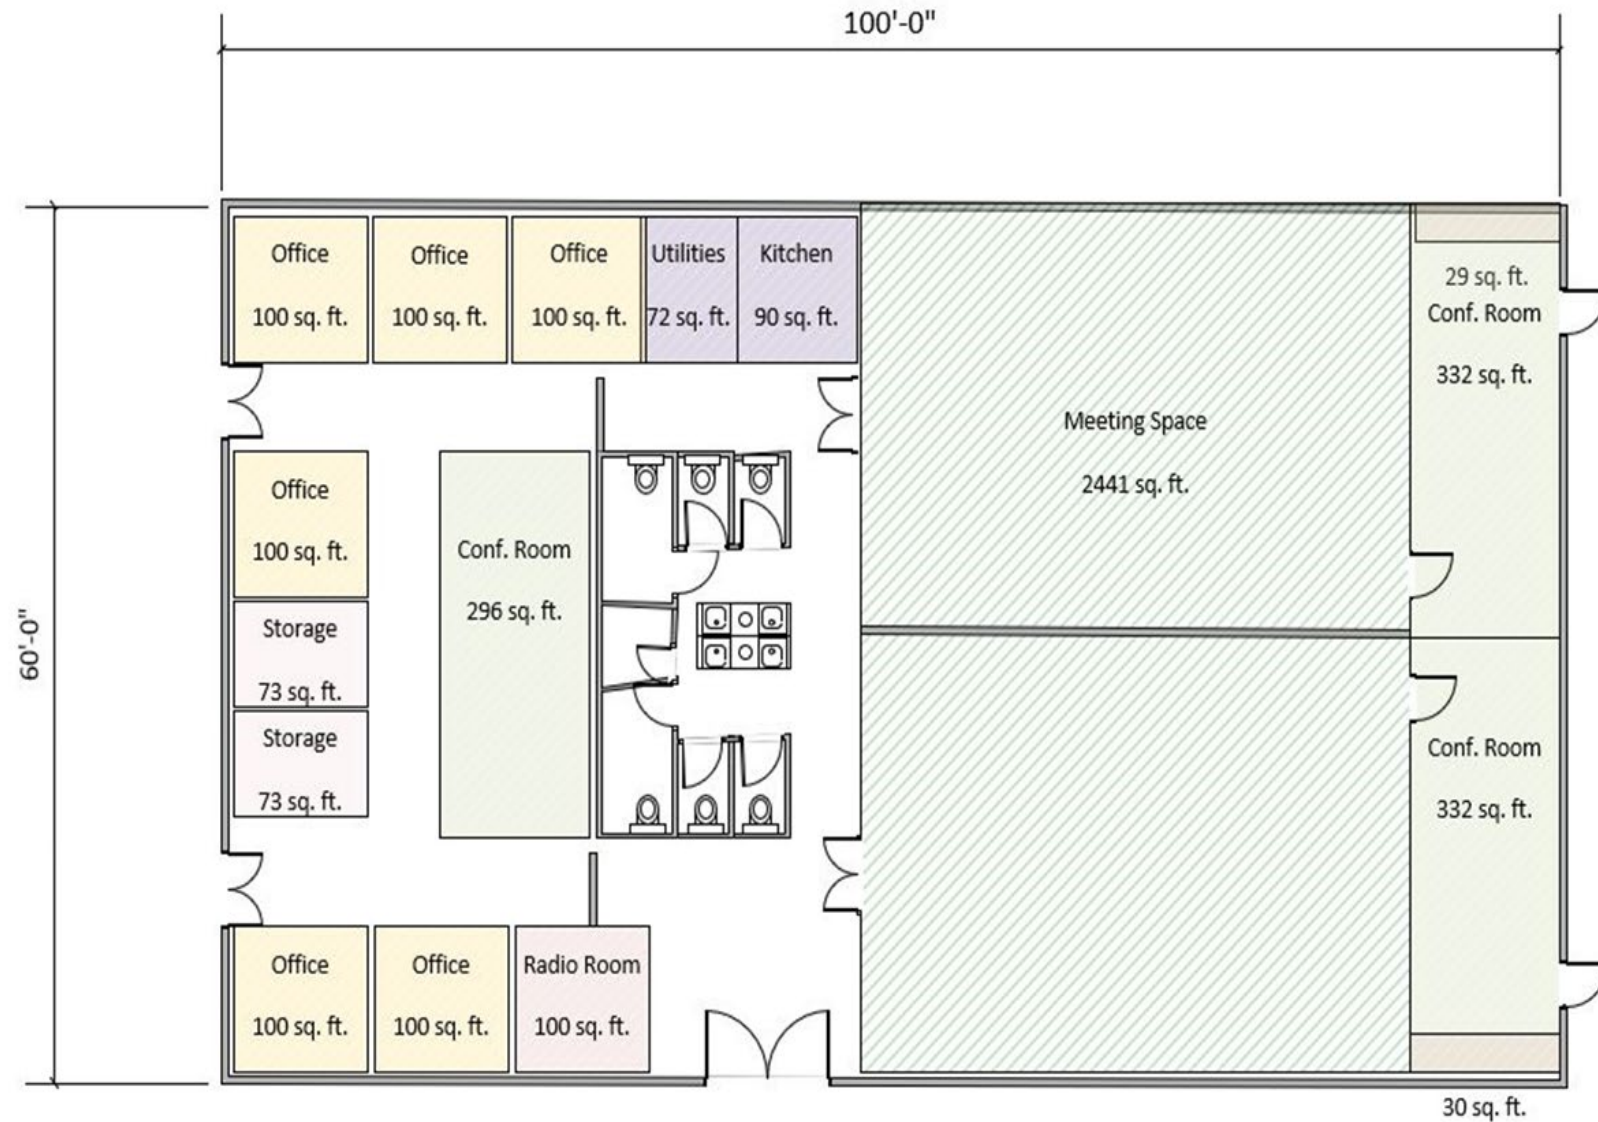 100'-0"
60'-0"
Office
100 sq. ft.
Office
100 sq. ft.
Office
100 sq. ft.
Utilities
72 sq. ft.
Kitchen
90 sq. ft.
29 sq. ft.
Conf. Room
332 sq. ft.
Meeting Space
2441 sq. ft.
Office
100 sq. ft.
Conf. Room
296 sq. ft.
Storage
73 sq. ft.
Storage
73 sq. ft.
Conf. Room
332 sq. ft.
Office
100 sq. ft.
Office
100 sq. ft.
Radio Room
100 sq. ft.
30 sq. ft.